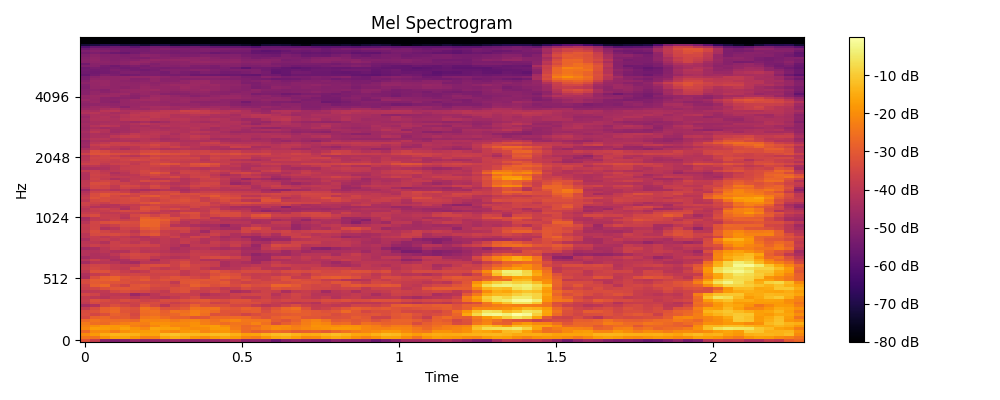 Mel Spectrogram
Hz
4096
2048
1024
512
0
0
0.5
1
1.5
2
Time
-10 dB
-20 dB
-30 dB
-40 dB
-50 dB
-60 dB
-70 dB
-80 dB